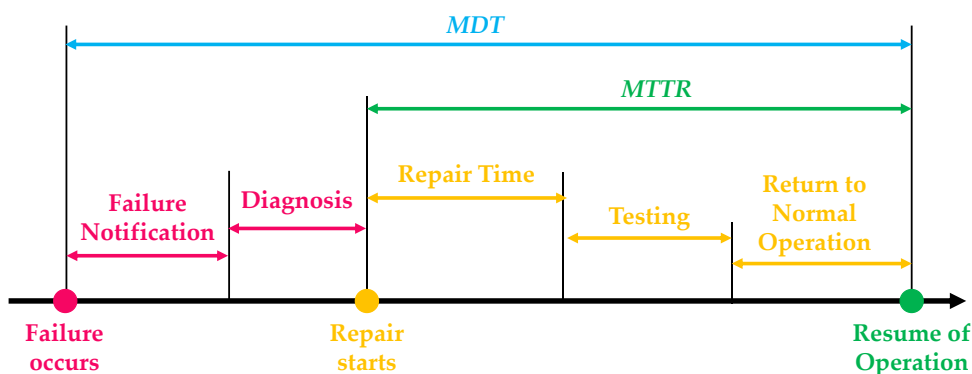 MDT
MTTR
Failure
Notification
Diagnosis
Repair Time
Testing
Return to
Normal
Operation
Failure
occurs
Repair
starts
Resume of
Operation